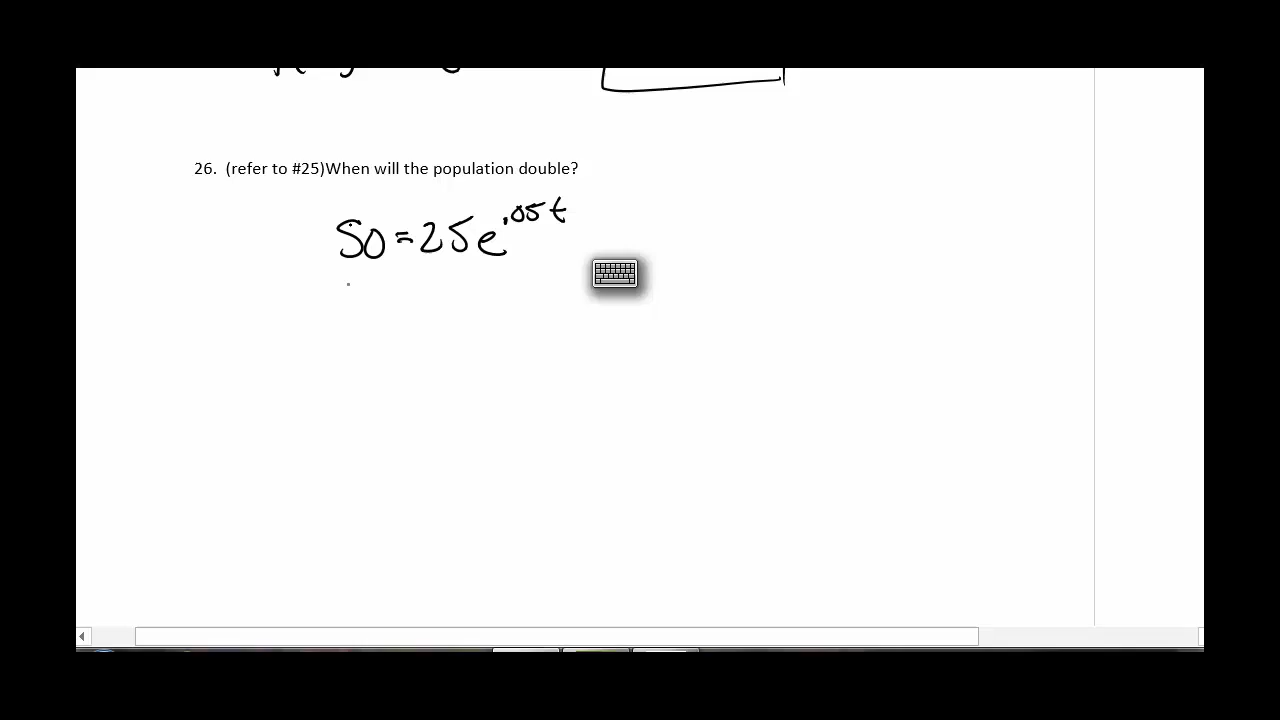 26. (refer to #25)When will the population double?
50=25e^.05t